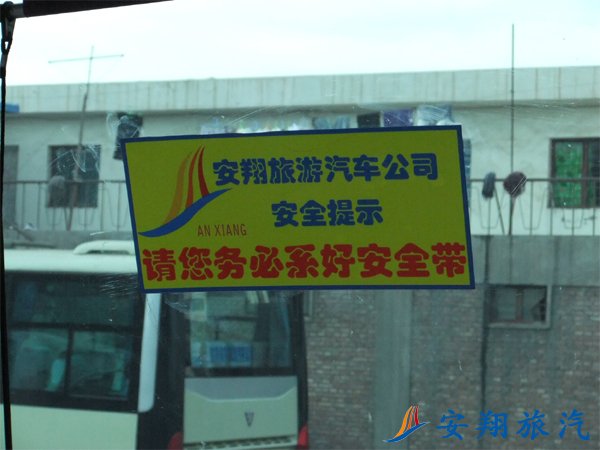 安翔旅游汽车公司
安全提示
AN XIANG
请您务必系好安全带
安翔旅汽